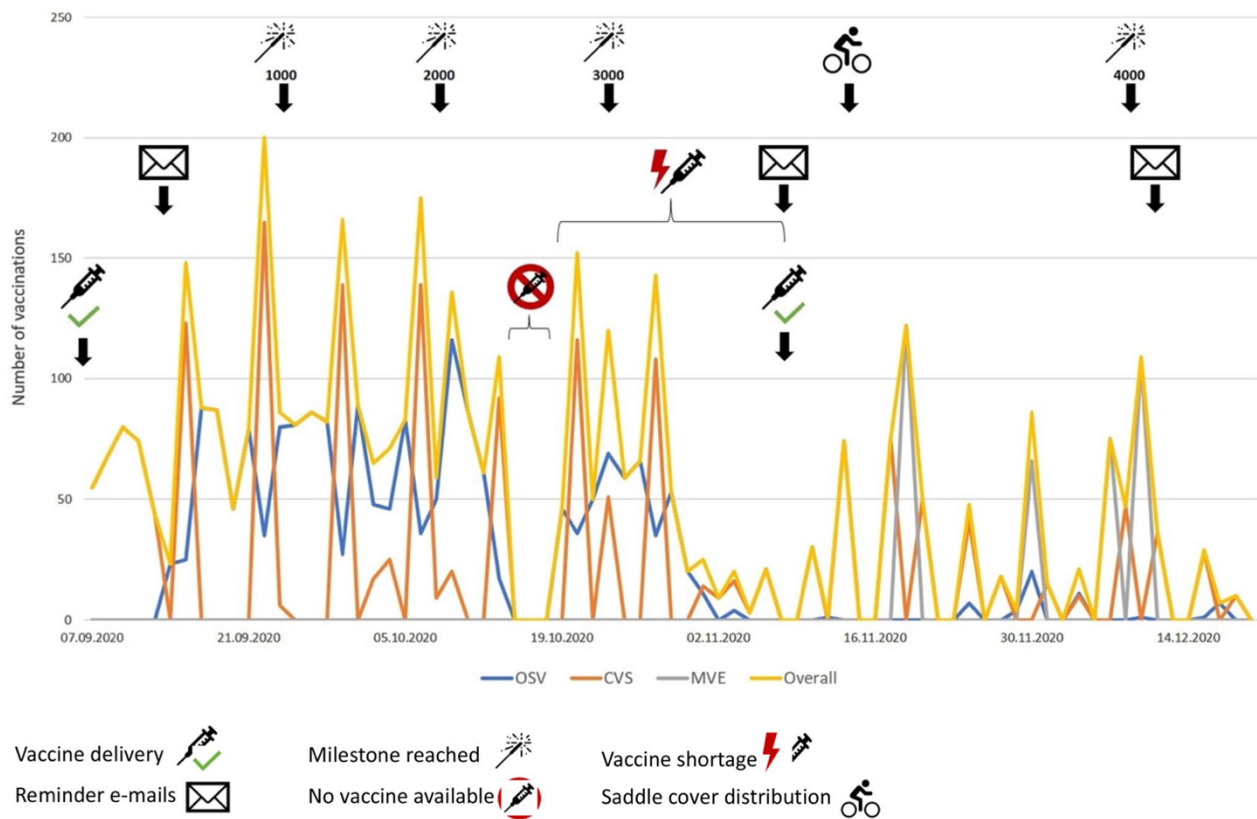 250
1000
2000
3000
4000
200
150
100
50
0
Number of vaccinations
07.09.2020
21.09.2020
05.10.2020
19.10.2020
02.11.2020
16.11.2020
30.11.2020
14.12.2020
OSV
CVS
MVE
Overall
Vaccine delivery
Milestone reached
Vaccine shortage
Reminder e-mails
No vaccine available
Saddle cover distribution